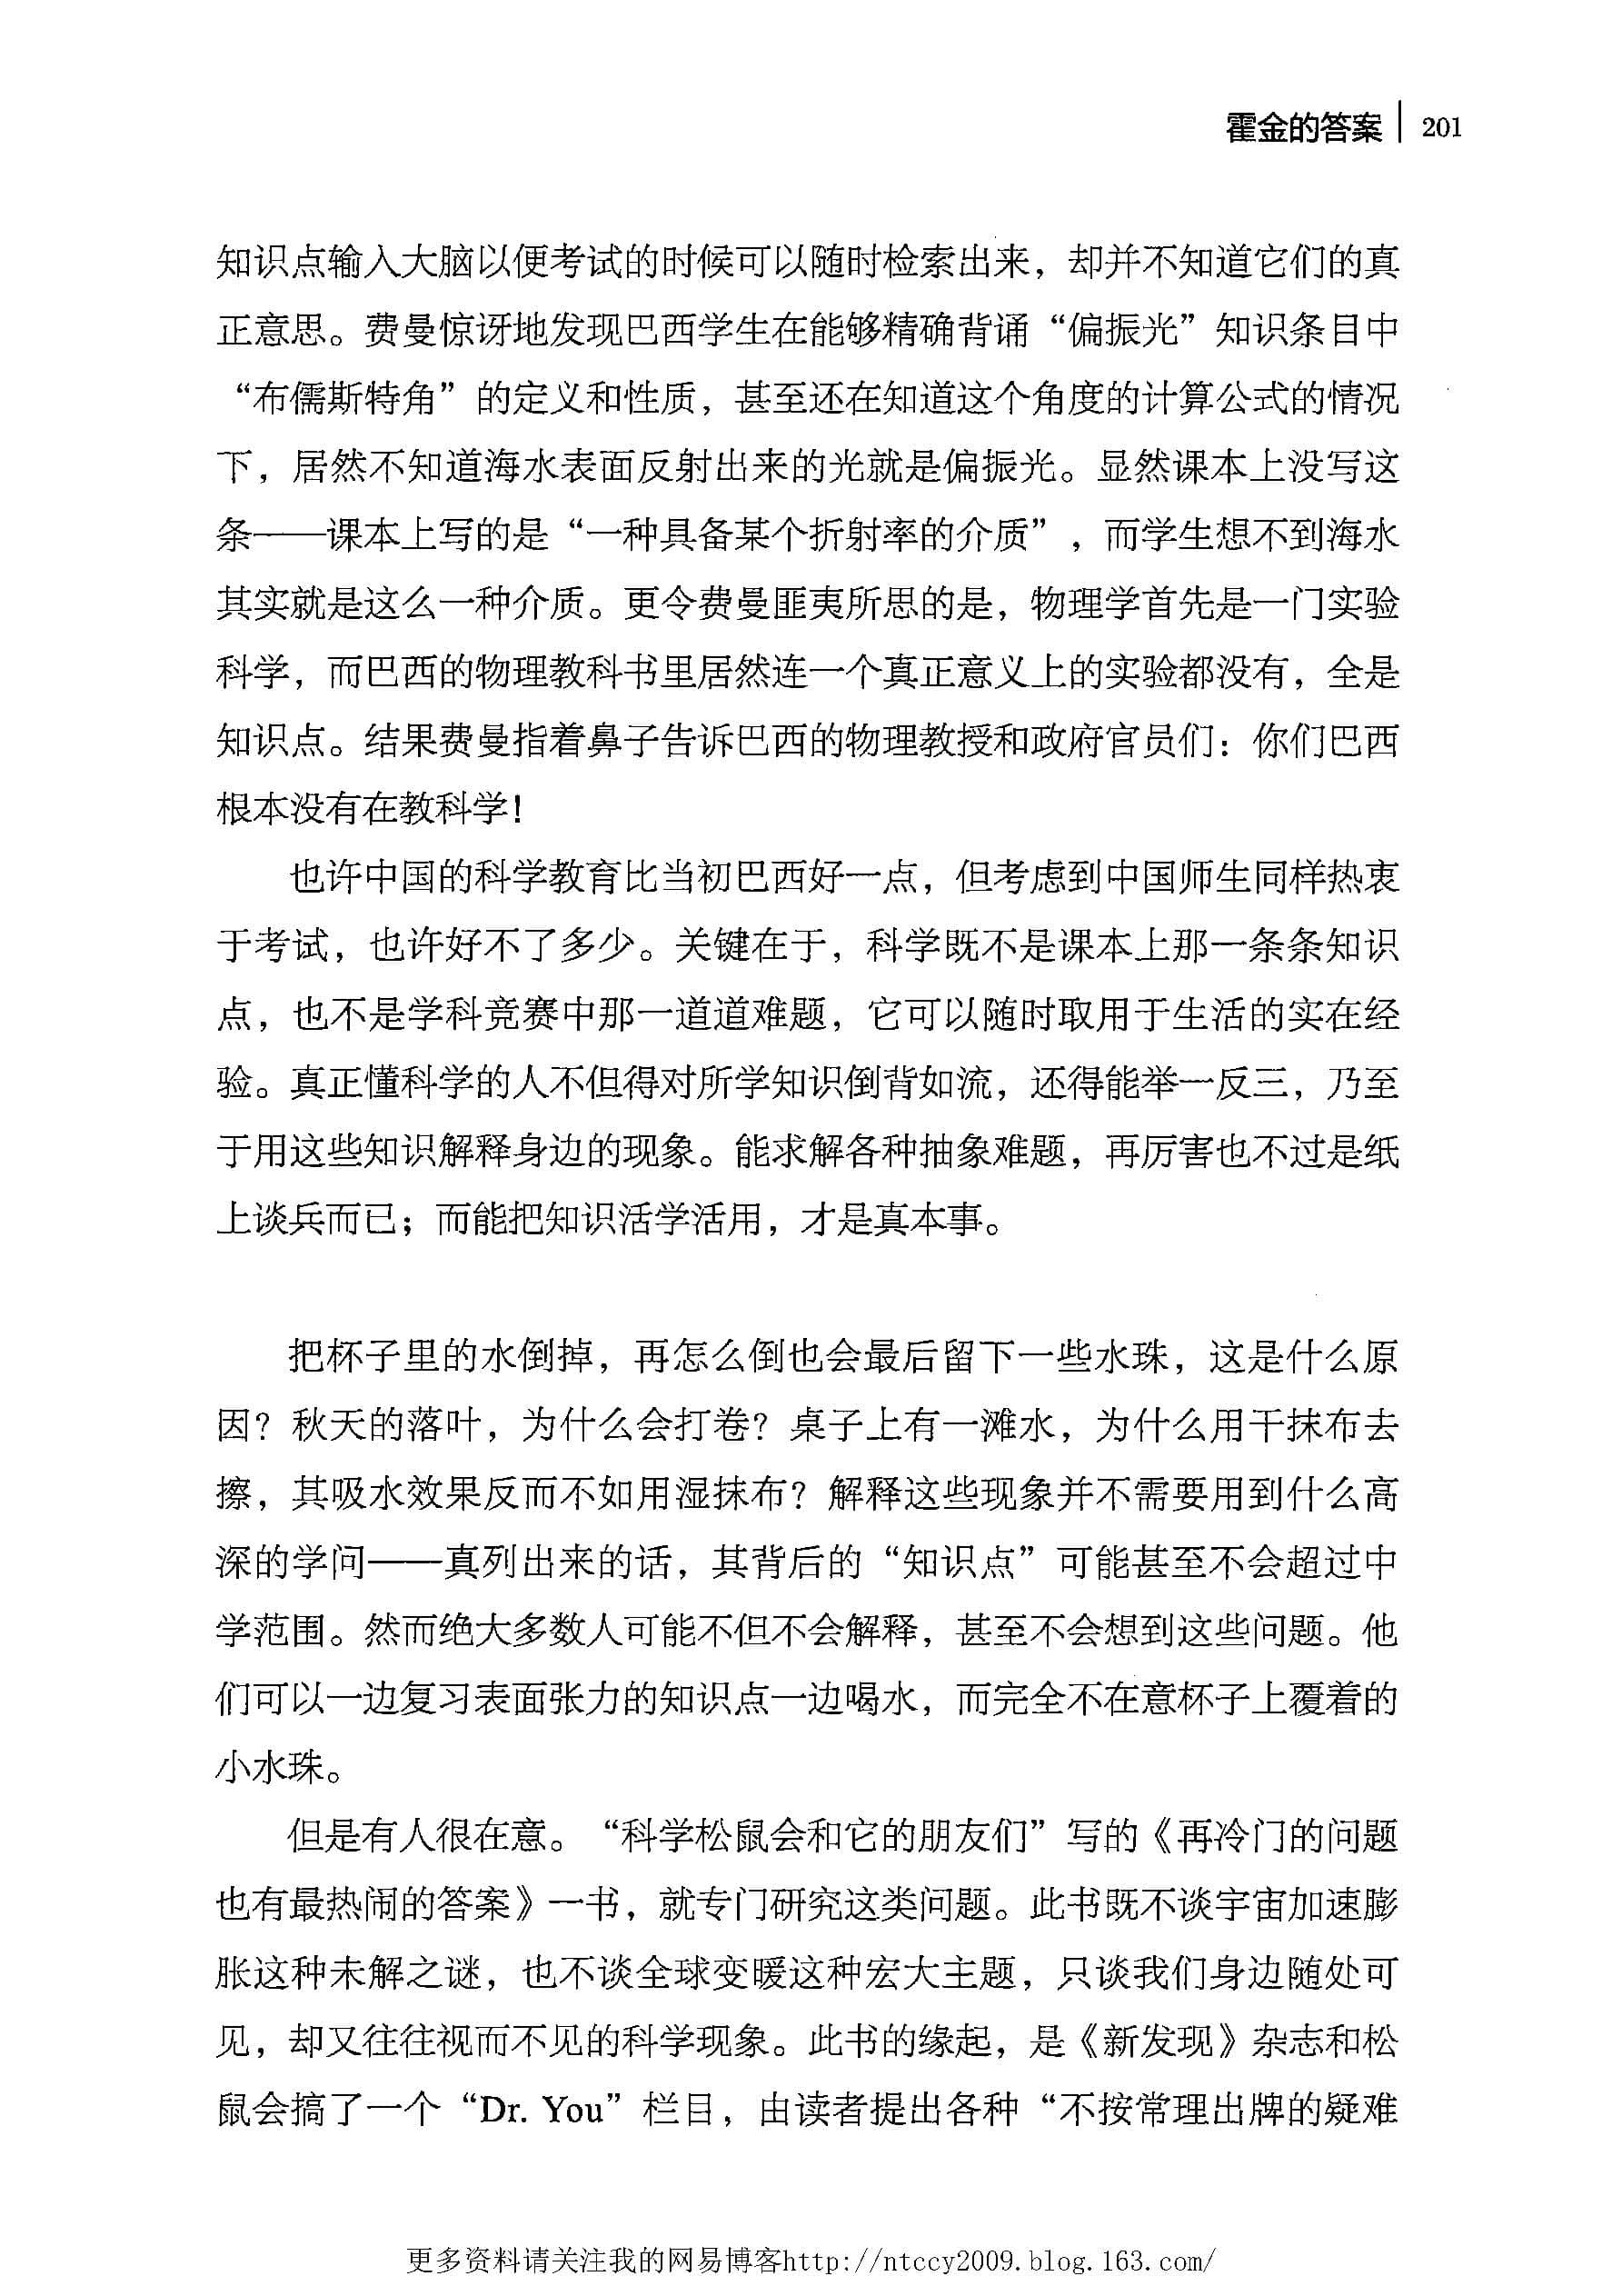 霍金的答案 201
知识点输入大脑以便考试的时候可以随时检索出来，却并不知道它们的真
正意思。费曼惊讶地发现巴西学生在能够精确背诵“偏振光”知识条目中
“布儒斯特角”的定义和性质，甚至还在知道这个角度的计算公式的情况
下，居然不知道海水表面反射出来的光就是偏振光。显然课本上没写这
条——课本上写的是“一种具备某个折射率的介质”，而学生想不到海水
其实就是这么一种介质。更令费曼匪夷所思的是，物理学首先是一门实验
科学，而巴西的物理教科书里居然连一个真正意义上的实验都没有，全是
知识点。结果费曼指着鼻子告诉巴西的物理教授和政府官员们：你们巴西
根本没有在教科学！
也许中国的科学教育比当初巴西好一点，但考虑到中国师生同样热衷
于考试，也许好不了多少。关键在于，科学既不是课本上那一条条知识
点，也不是学科竞赛中那一道道难题，它可以随时取用于生活的实在经
验。真正懂科学的人不但得对所学知识倒背如流，还得能举一反三，乃至
于用这些知识解释身边的现象。能求解各种抽象难题，再厉害也不过是纸
上谈兵而已；而能把知识活学活用，才是真本事。
把杯子里的水倒掉，再怎么倒也会最后留下一些水珠，这是什么原
因？秋天的落叶，为什么会打卷？桌子上有一滩水，为什么用干抹布去
擦，其吸水效果反而不如用湿抹布？解释这些现象并不需要用到什么高
深的学问——真列出来的话，其背后的“知识点”可能甚至不会超过中
学范围。然而绝大多数人可能不但不会解释，甚至不会想到这些问题。他
们可以一边复习表面张力的知识点一边喝水，而完全不在意杯子上覆着的
小水珠。
但是有人很在意。“科学松鼠会和它的朋友们”写的《再冷门的问题
也有最热闹的答案》一书，就专门研究这类问题。此书既不谈宇宙加速膨
胀这种未解之谜，也不谈全球变暖这种宏大主题，只谈我们身边随处可
见，却又往往视而不见的科学现象。此书的缘起，是《新发现》杂志和松
鼠会搞了一个“Dr. You”栏目，由读者提出各种“不按常理出牌的疑难
更多资料请关注我的网易博客http://ntccy2009.blog.163.com/